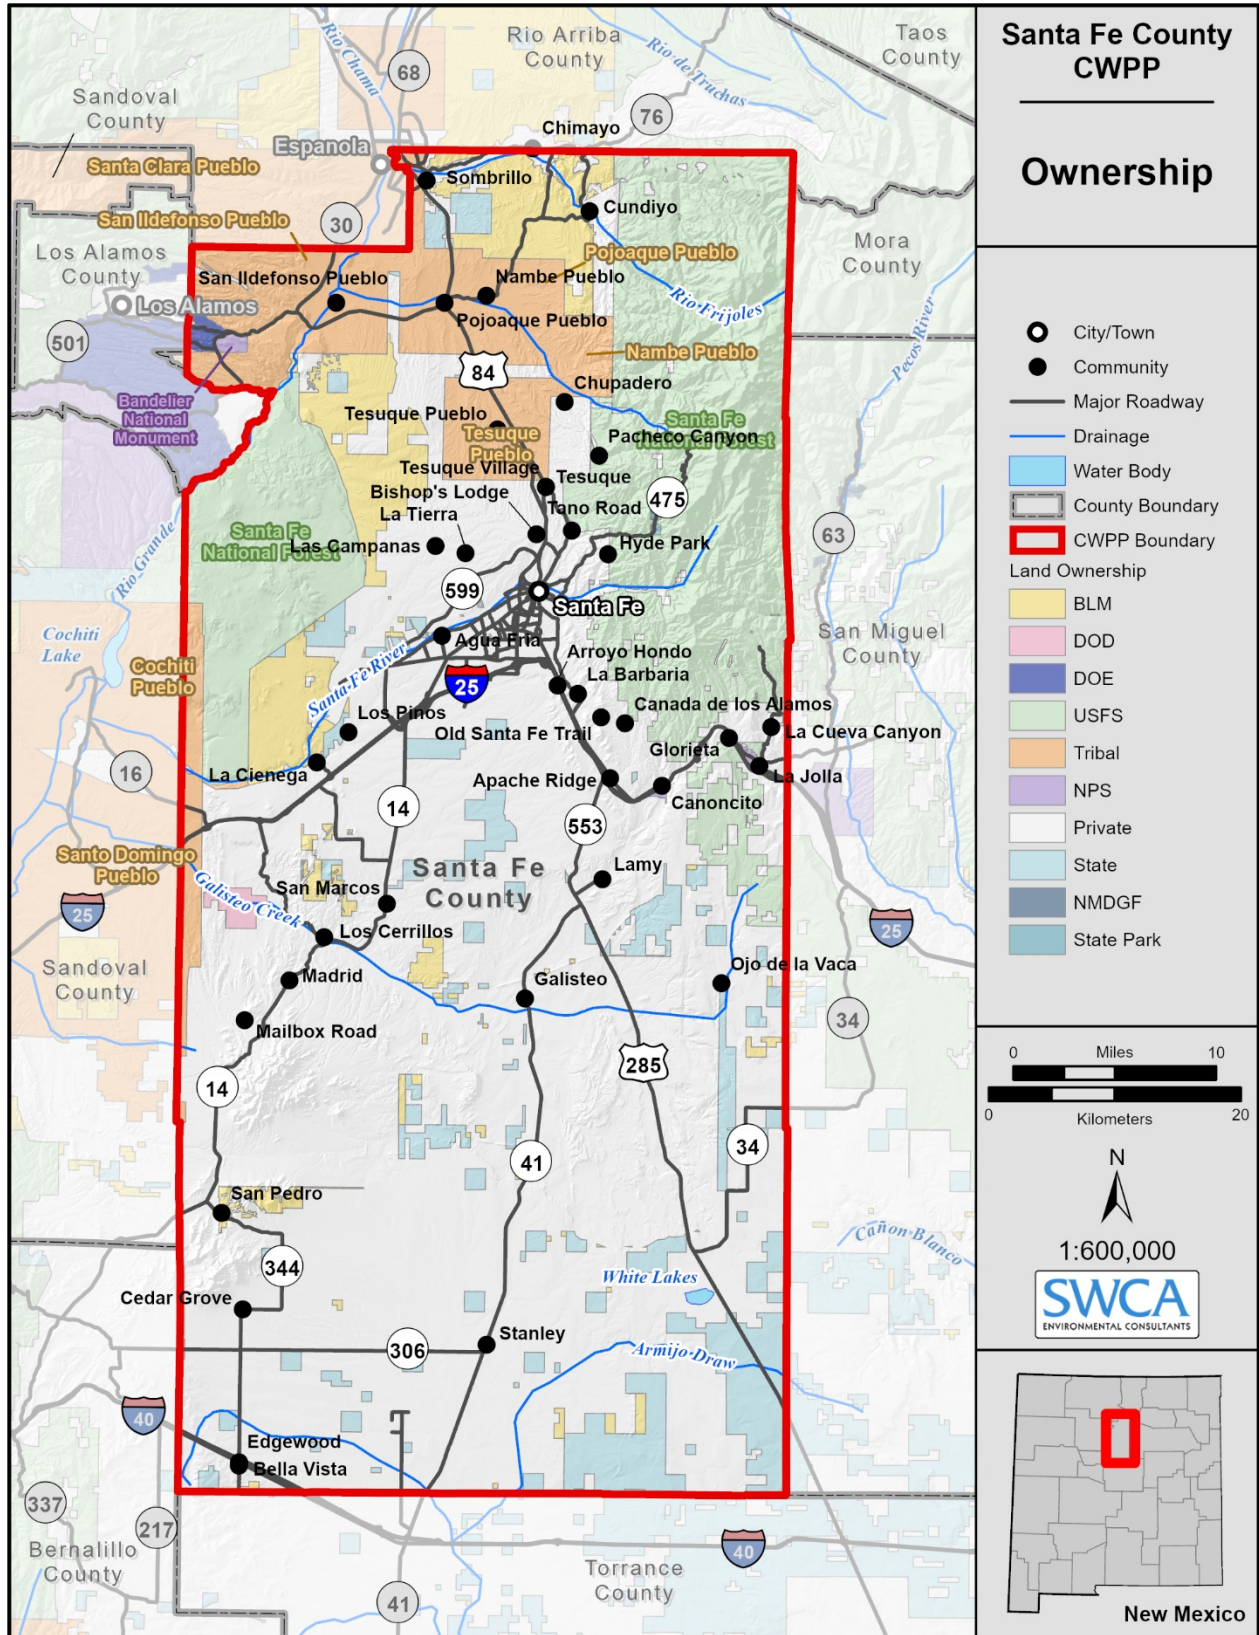 Santa Fe County
CWPP
Ownership
City/Town
Community
Major Roadway
Drainage
Water Body
County Boundary
CWPP Boundary
Land Ownership
BLM
DOD
DOE
USFS
Tribal
NPS
Private
State
NMDGF
State Park
0 Miles 10
0 Kilometers 20
N
1:600,000
SWCA
ENVIRONMENTAL CONSULTANTS
New Mexico
Rio Arriba
County
Taos
County
Rio Chama
68
Rio de Truchas
Sandoval
County
76
Chimayo
Espanola
Santa Clara Pueblo
Sombrillo
Cundiyo
San Ildefonso Pueblo
30
Los Alamos
County
Mora
County
Pojoaque Pueblo
San Ildefonso Pueblo
Nambe Pueblo
Los Alamos
Rio Frijoles
Pojoaque Pueblo
501
Nambe Pueblo
Pecos River
84
Chupadero
Bandelier
National
Monument
Tesuque Pueblo
Santa Fe
National Forest
Tesuque
Pueblo
Pacheco Canyon
Tesuque Village
Tesuque
Bishop's Lodge
475
Tano Road
La Tierra
Santa Fe
National Forest
Las Campanas
Hyde Park
63
Rio Grande
599
Santa Fe
Cochiti
Lake
Agua Fria
San Miguel
County
Arroyo Hondo
Cochiti
Pueblo
Santa Fe River
La Barbaria
25
Los Pinos
Canada de los Alamos
Old Santa Fe Trail
La Cueva Canyon
Glorieta
16
La Cienega
Apache Ridge
La Jolla
Canoncito
14
553
Santo Domingo
Pueblo
Santa Fe
County
Lamy
San Marcos
Galisteo Creek
25
25
Los Cerrillos
Sandoval
County
Madrid
Galisteo
Ojo de la Vaca
Mailbox Road
34
285
14
34
41
San Pedro
Cañon Blanco
344
White Lakes
Cedar Grove
Stanley
306
Armijo Draw
40
Edgewood
Bella Vista
337
217
Bernalillo
County
40
Torrance
County
41